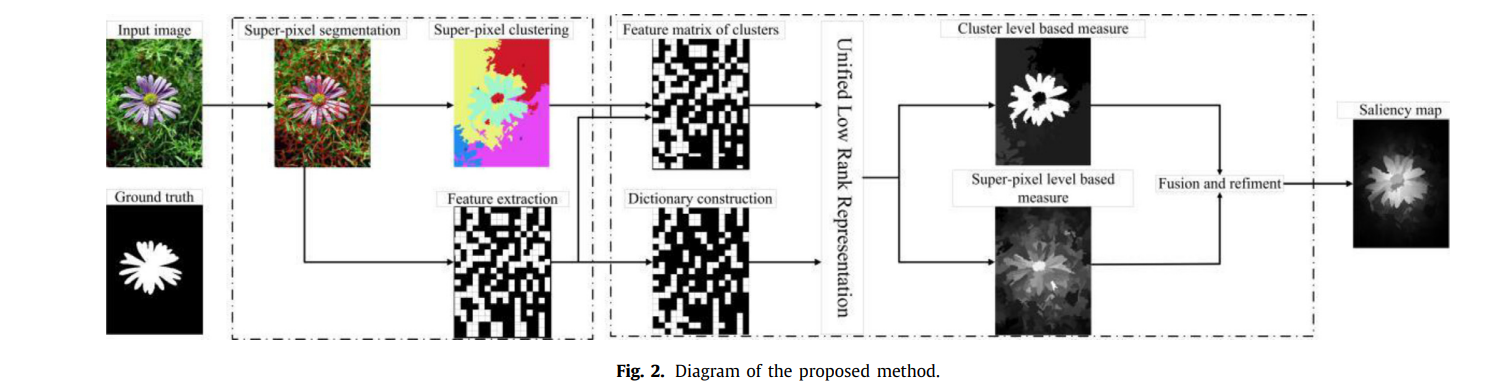 Input image
Super-pixel segmentation
Super-pixel clustering
Feature matrix of clusters
Unified Low Rank Representation
Cluster level based measure
Saliency map
Ground truth
Feature extraction
Dictionary construction
Super-pixel level based
measure
Fusion and refiment
Fig. 2. Diagram of the proposed method.